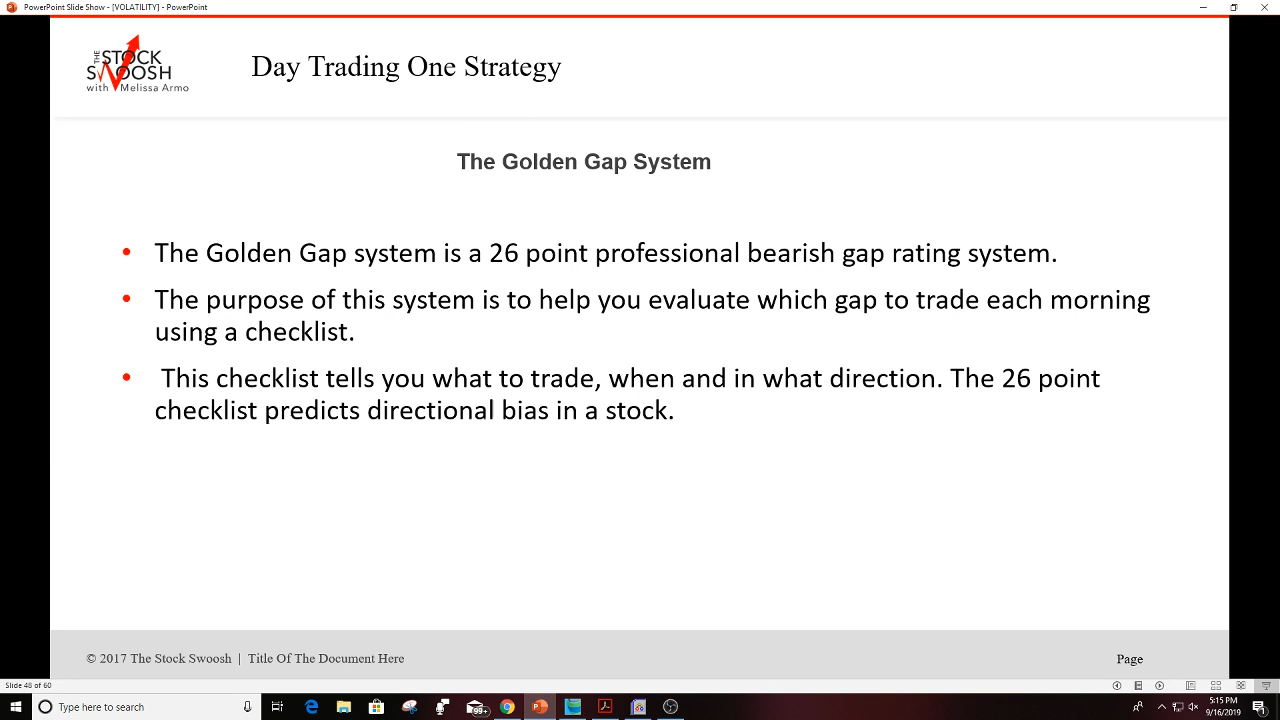 PowerPoint Slide Show - [VOLATILITY] - PowerPoint
THE STOCK
SWOOSH
with Melissa Armo
Day Trading One Strategy
The Golden Gap System
• The Golden Gap system is a 26 point professional bearish gap rating system.
• The purpose of this system is to help you evaluate which gap to trade each morning
using a checklist.
• This checklist tells you what to trade, when and in what direction. The 26 point
checklist predicts directional bias in a stock.
© 2017 The Stock Swoosh | Title Of The Document Here
Page
Slide 48 of 60
Type here to search
99+
5:15 PM
9/16/2019